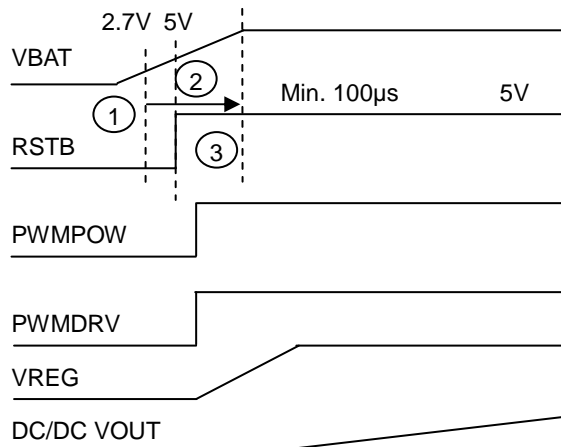 2.7V 5V
VBAT
2
Min. 100µs 5V
1
RSTB
3
PWMPOW
PWMDRV
VREG
DC/DC VOUT